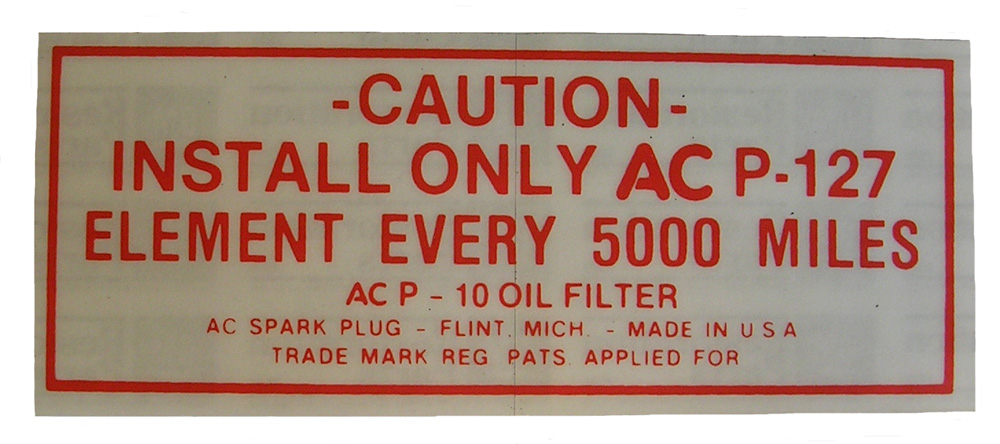 -CAUTION-
INSTALL ONLY AC P-127
ELEMENT EVERY 5000 MILES
AC P - 10 OIL FILTER
AC SPARK PLUG - FLINT. MICH. - MADE IN U S A
TRADE MARK REG PATS. APPLIED FOR